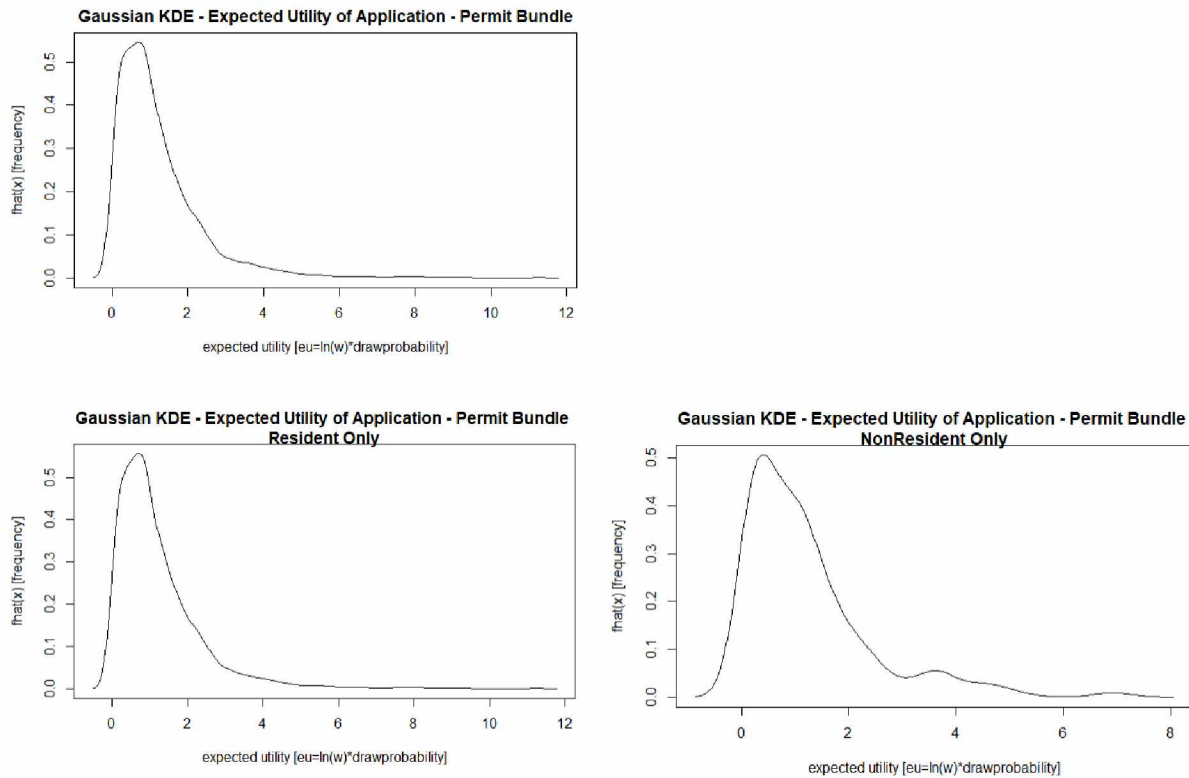 Gaussian KDE - Expected Utility of Application - Permit Bundle
fhat(x) [frequency]
0.5
0.4
0.3
0.2
0.1
0.0
0 2 4 6 8 10 12
expected utility [eu=ln(w)*drawprobability]
Gaussian KDE - Expected Utility of Application - Permit Bundle
Resident Only
fhat(x) [frequency]
0.5
0.4
0.3
0.2
0.1
0.0
0 2 4 6 8 10 12
expected utility [eu=ln(w)*drawprobability]
Gaussian KDE - Expected Utility of Application - Permit Bundle
NonResident Only
fhat(x) [frequency]
0.5
0.4
0.3
0.2
0.1
0.0
0 2 4 6 8
expected utility [eu=ln(w)*drawprobability]